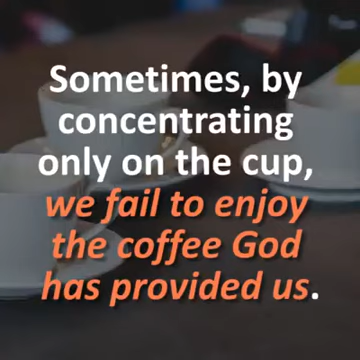 Sometimes, by
concentrating
only on the cup,
we fail to enjoy
the coffee God
has provided us.